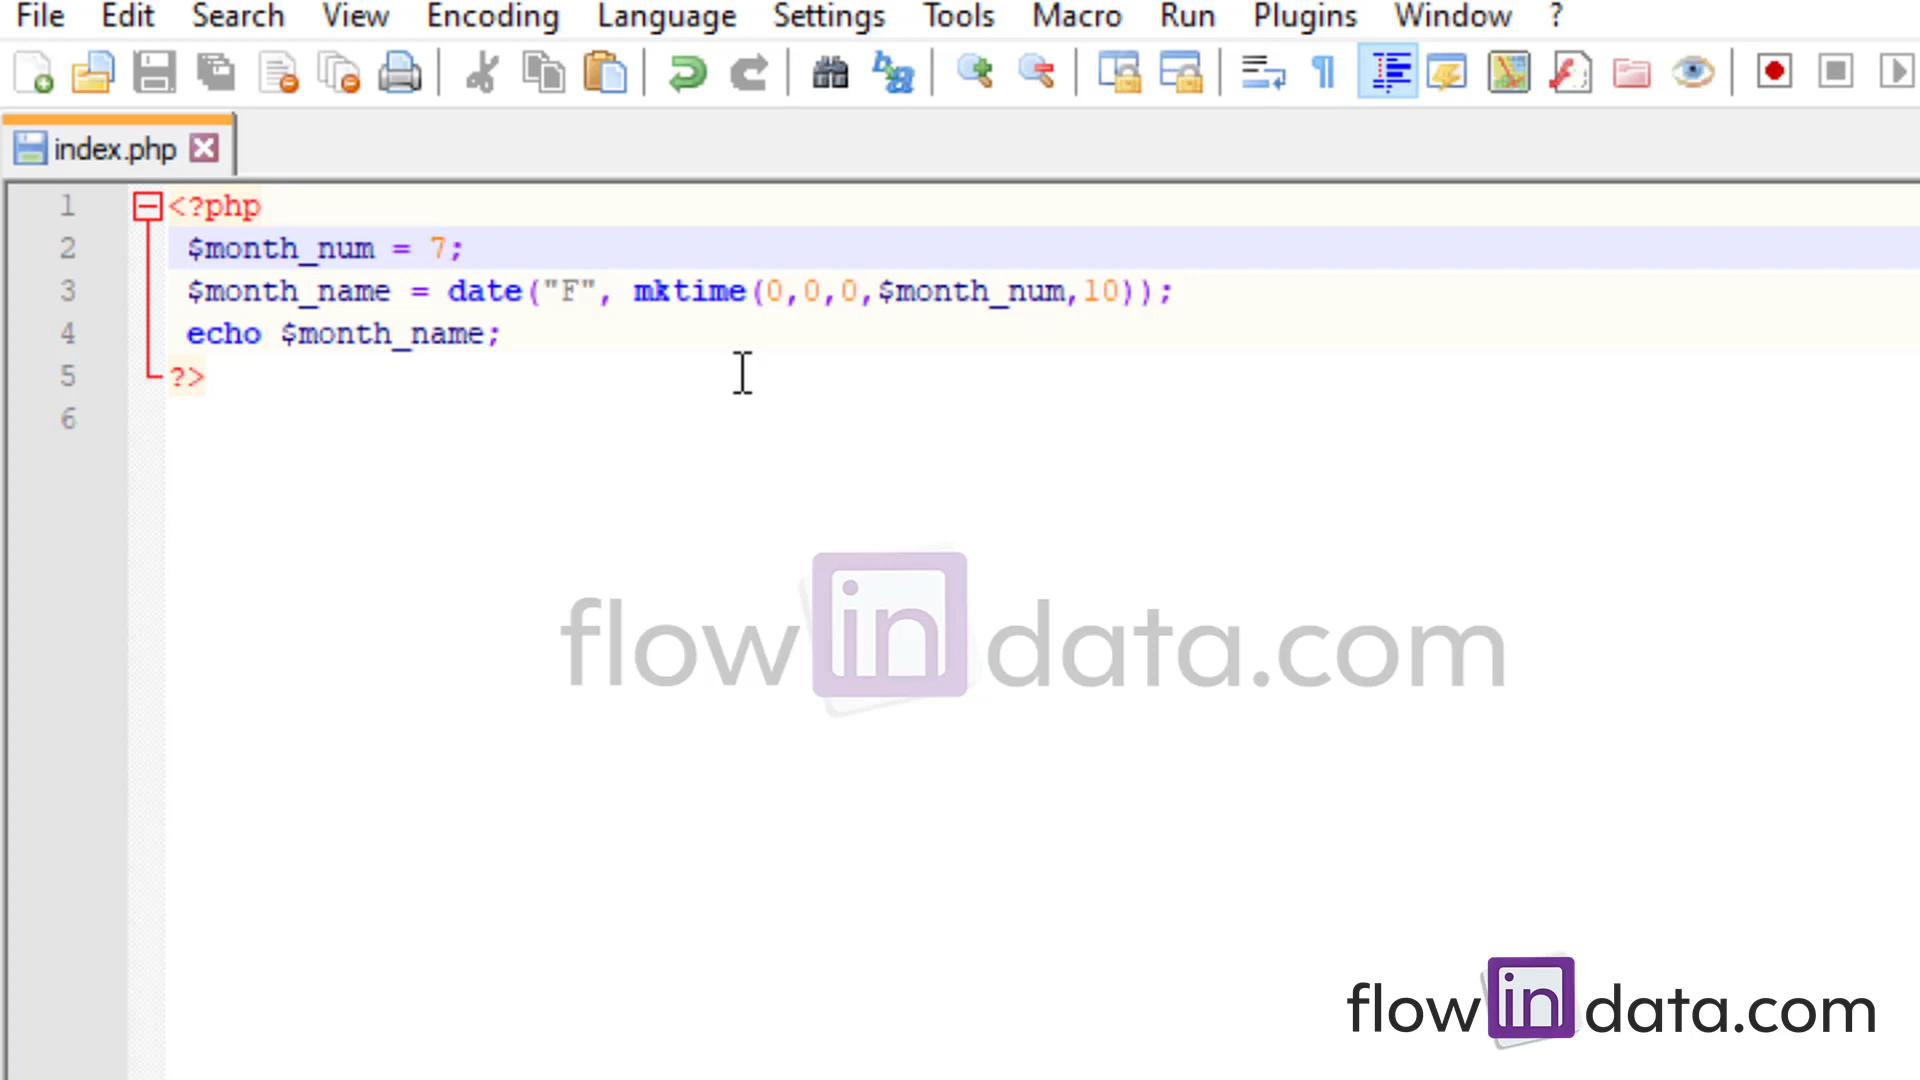 File Edit Search View Encoding Language Settings Tools Macro Run Plugins Window ?
index.php
1 <?php
2 $month_num = 7;
3 $month_name = date("F", mktime(0,0,0,$month_num,10));
4 echo $month_name;
5 ?>
6
flow in data.com
flow in data.com